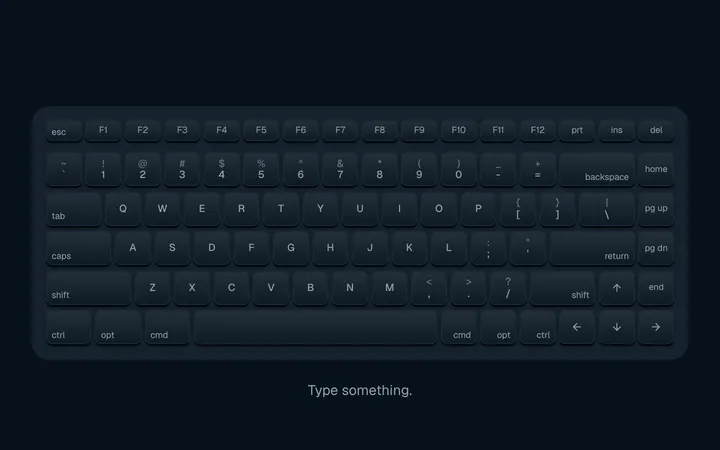 esc F1 F2 F3 F4 F5 F6 F7 F8 F9 F10 F11 F12 prt ins del
~ ! @ # $ % ^ & * ( ) _ +
` 1 2 3 4 5 6 7 8 9 0 - = backspace home
tab Q W E R T Y U I O P { [ } ] | \ pg up
caps A S D F G H J K L : ; " ' return pg dn
shift Z X C V B N M < , > . ? / shift ↑ end
ctrl opt cmd cmd opt ctrl ← ↓ →
Type something.